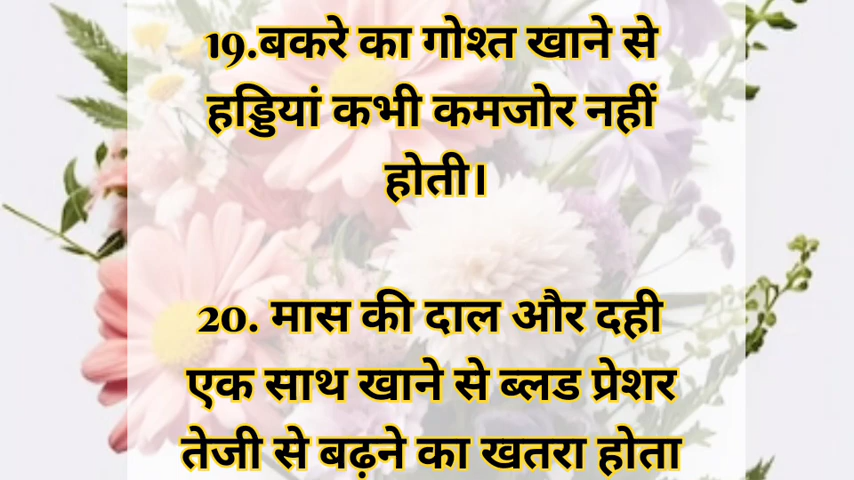 19.बकरे का गोश्त खाने से
हड्डियां कभी कमजोर नहीं
होती।
20. मास की दाल और दही
एक साथ खाने से ब्लड प्रेशर
तेजी से बढ़ने का खतरा होता